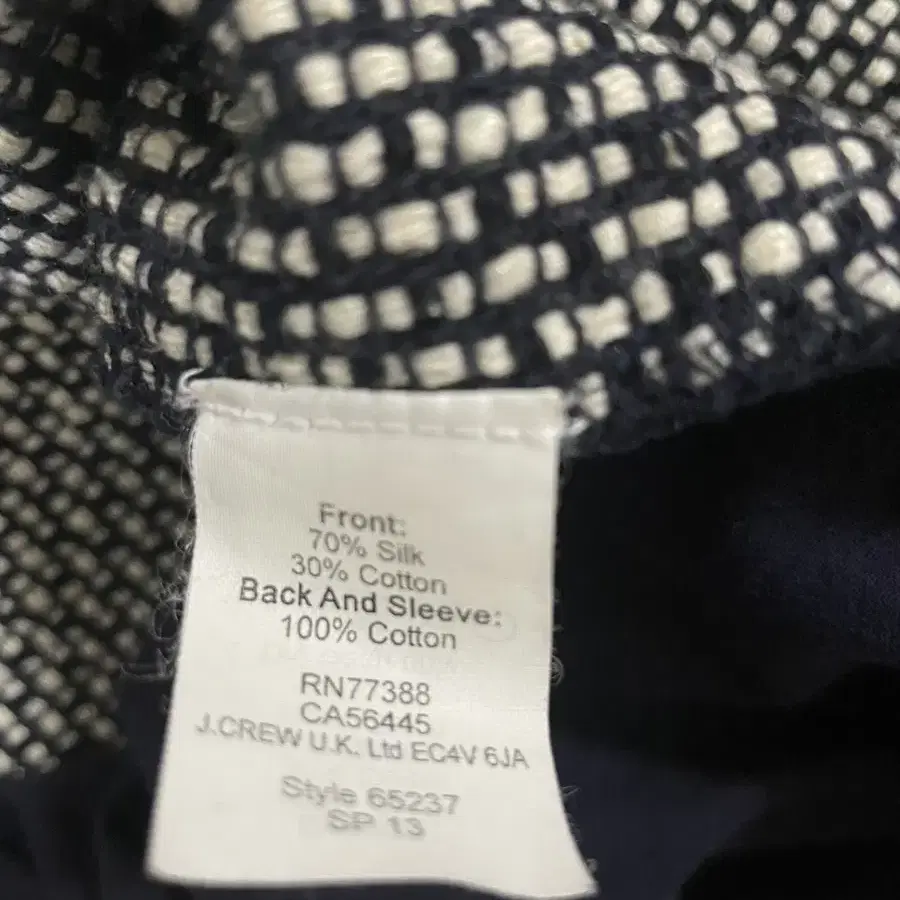 Front:
70% Silk
30% Cotton
Back And Sleeve:
100% Cotton
RN77388
CA56445
J.CREW U.K. Ltd EC4V 6JA
Style 65237
SP 13